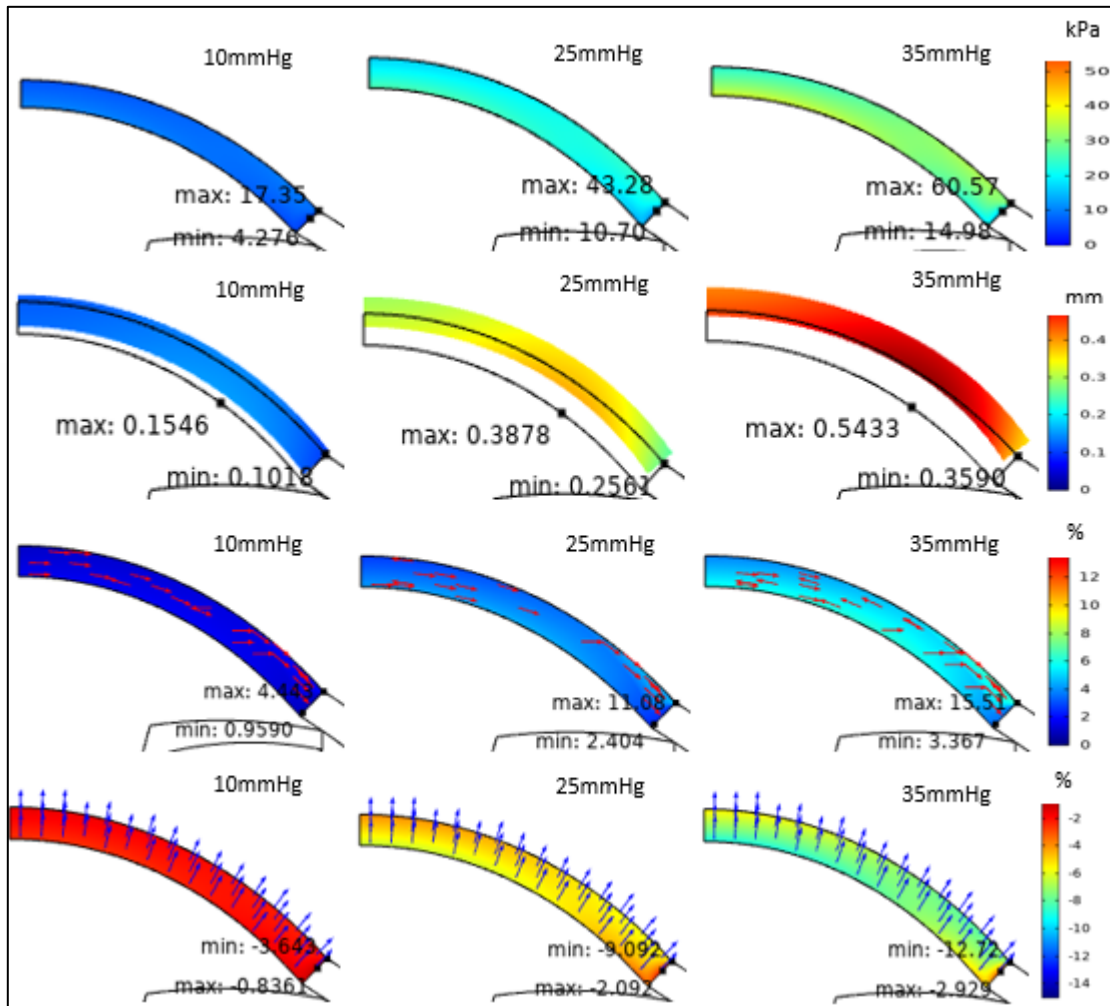 10mmHg 25mmHg 35mmHg kPa
50
40
30
20
10
0
max: 17.35 max: 43.28 max: 60.57
min: 4.276 min: 10.70 min: 14.98
10mmHg 25mmHg 35mmHg mm
0.4
0.3
0.2
0.1
0
max: 0.1546 max: 0.3878 max: 0.5433
min: 0.1018 min: 0.2561 min: 0.3590
10mmHg 25mmHg 35mmHg %
12
10
8
6
4
2
0
max: 4.443 max: 11.08 max: 15.51
min: 0.9590 min: 2.404 min: 3.367
10mmHg 25mmHg 35mmHg %
-2
-4
-6
-8
-10
-12
-14
min: -3.643 min: -9.092 min: -12.72
max: -0.8361 max: -2.092 max: -2.929